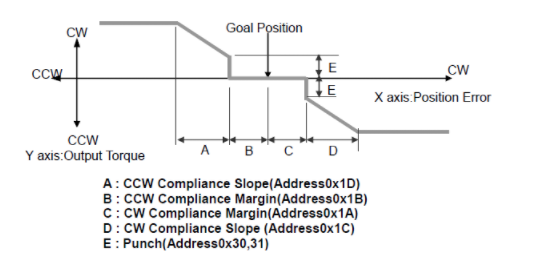 CW
Goal Position
E
CCW
CW
E
X axis:Position Error
CCW
Y axis:Output Torque
A B C D
A : CCW Compliance Slope(Address0x1D)
B : CCW Compliance Margin(Address0x1B)
C : CW Compliance Margin(Address0x1A)
D : CW Compliance Slope (Address0x1C)
E : Punch(Address0x30,31)